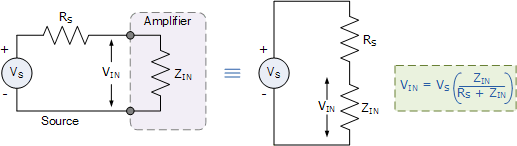 Amplifier
Rs
+
Vs
-
VIN
ZIN
Source
≡
+
Vs
-
Rs
VIN
ZIN
VIN = Vs ( ZIN / Rs + ZIN )